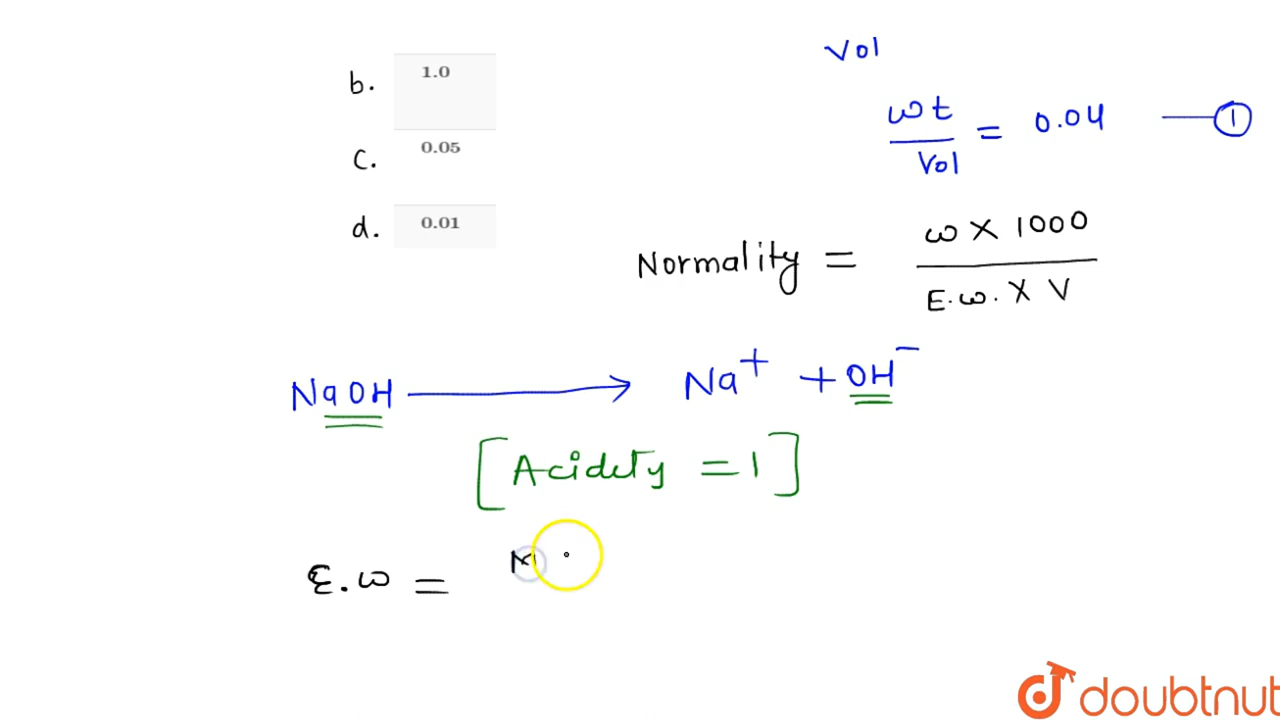 b. 1.0
c. 0.05
d. 0.01
Vol
wt / Vol = 0.04 — 1
Normality = w X 1000 / E.w. X V
NaOH → Na⁺ + OH⁻
[Acidety = 1]
E.w =
doubtnut